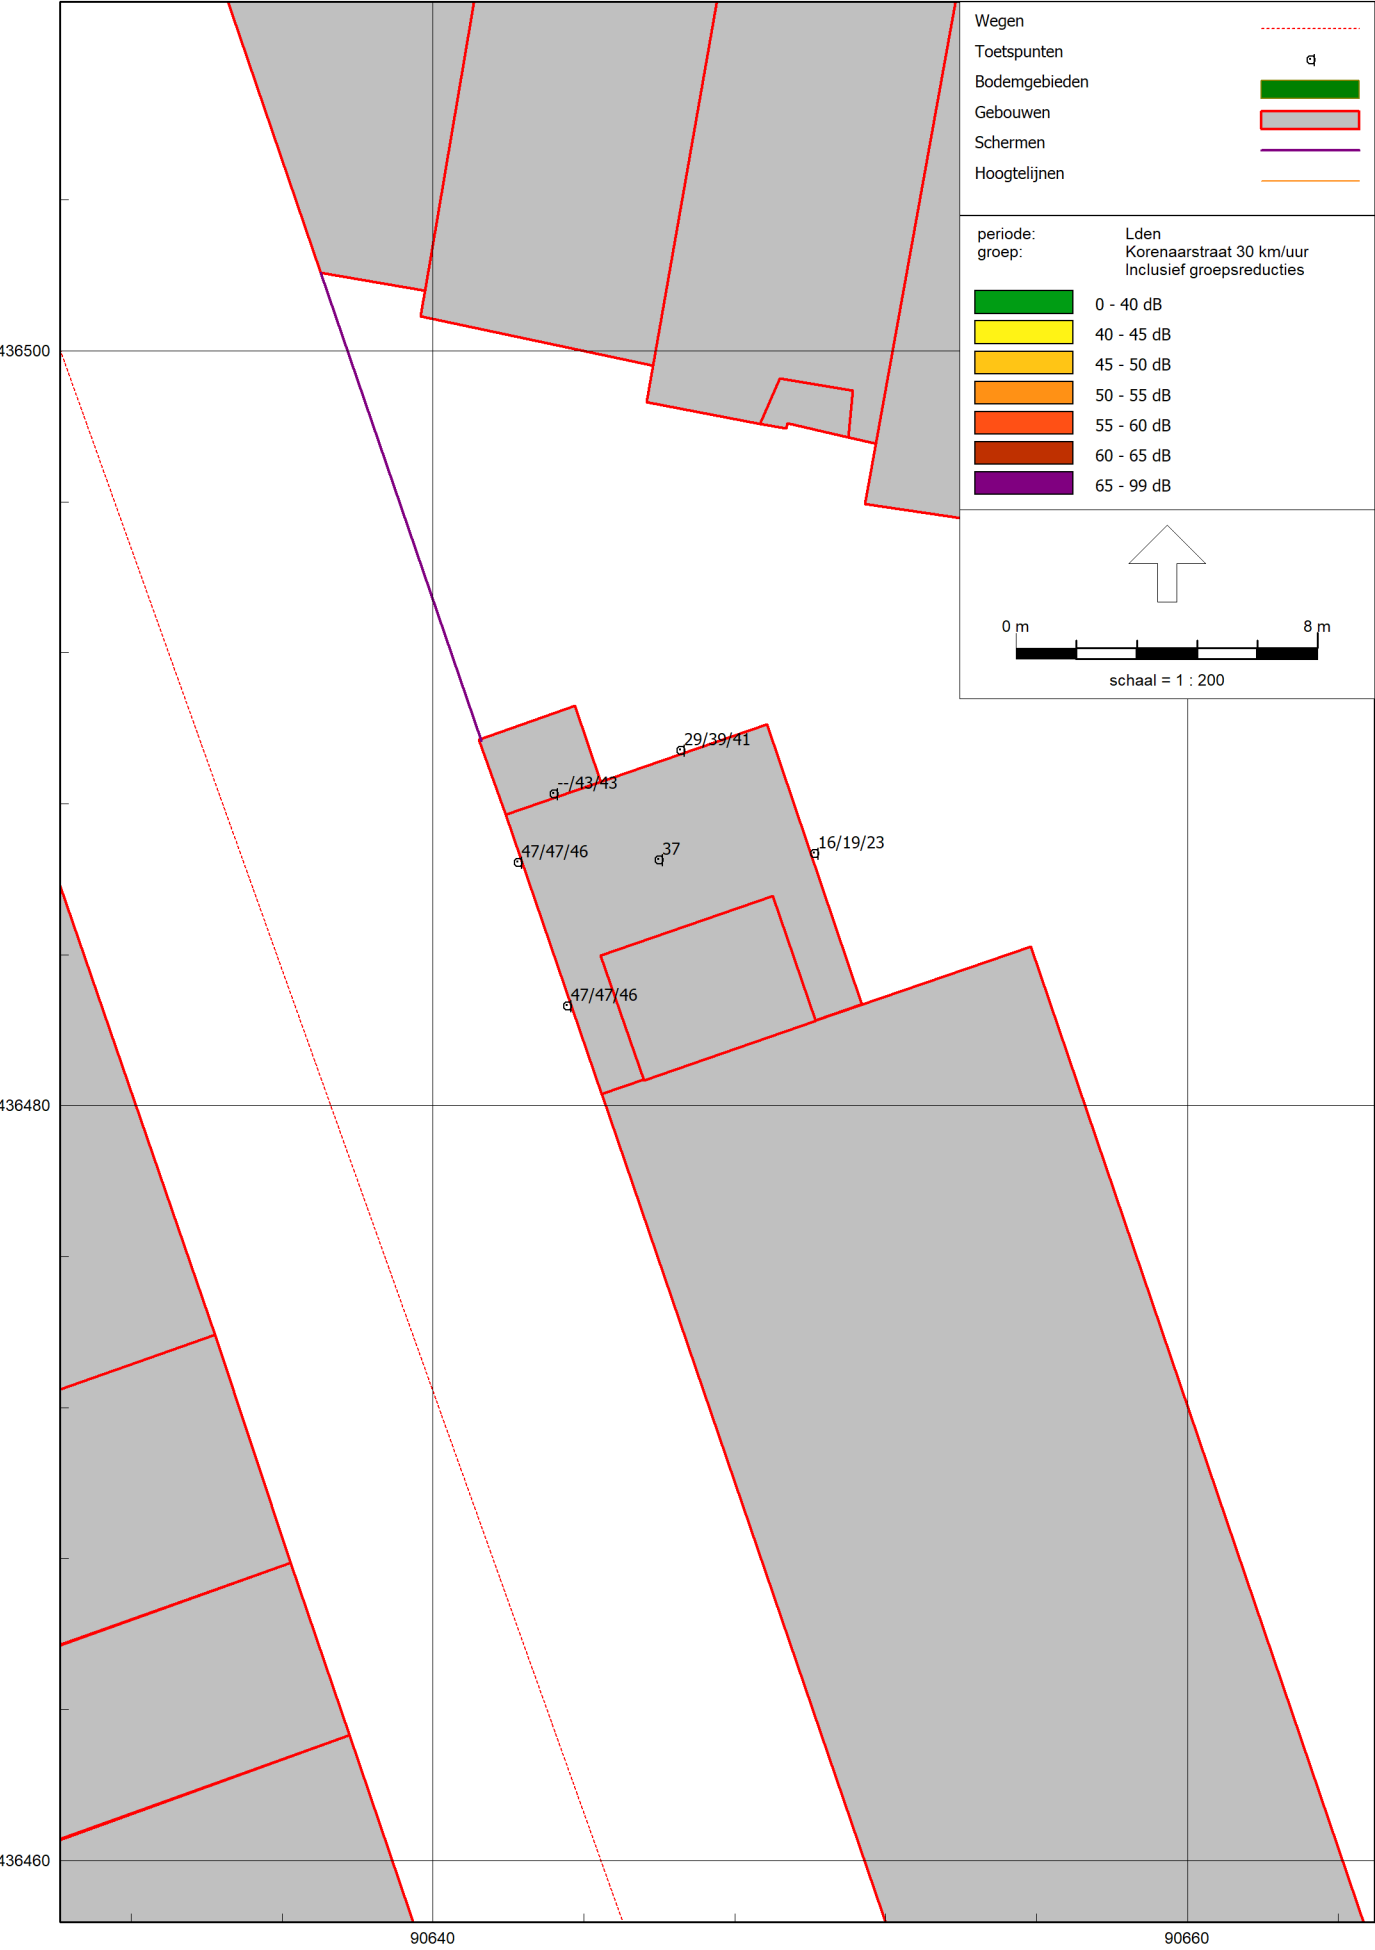 Wegen
Toetspunten
Bodemgebieden
Gebouwen
Schermen
Hoogtelijnen
periode: Lden
groep: Korenaarstraat 30 km/uur
Inclusief groepsreducties
0 - 40 dB
40 - 45 dB
45 - 50 dB
50 - 55 dB
55 - 60 dB
60 - 65 dB
65 - 99 dB
0 m 8 m
schaal = 1 : 200
436500
29/39/41
--/43/43
47/47/46
37
16/19/23
47/47/46
436480
436460
90640 90660